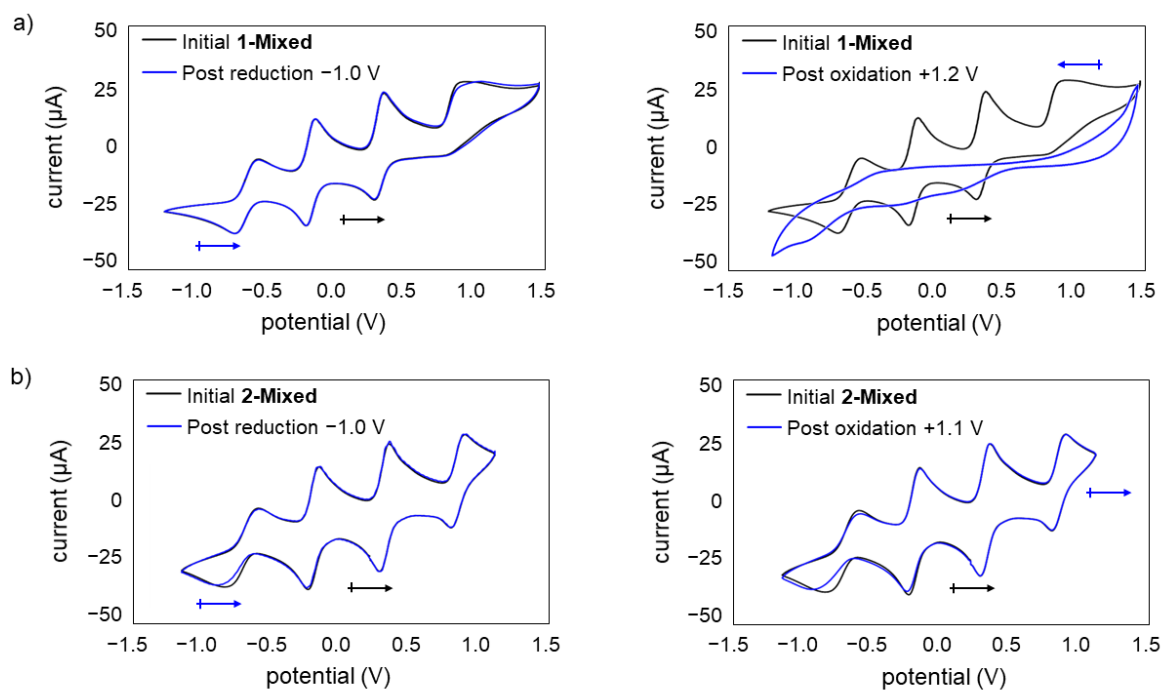 a)
50
25
0
−25
−50
current (µA)
Initial 1-Mixed
Post reduction −1.0 V
−1.5 −1.0 −0.5 0.0 0.5 1.0 1.5
potential (V)
50
25
0
−25
−50
current (µA)
Initial 1-Mixed
Post oxidation +1.2 V
−1.5 −1.0 −0.5 0.0 0.5 1.0 1.5
potential (V)
b)
50
25
0
−25
−50
current (µA)
Initial 2-Mixed
Post reduction −1.0 V
−1.5 −1.0 −0.5 0.0 0.5 1.0 1.5
potential (V)
50
25
0
−25
−50
current (µA)
Initial 2-Mixed
Post oxidation +1.1 V
−1.5 −1.0 −0.5 0.0 0.5 1.0 1.5
potential (V)